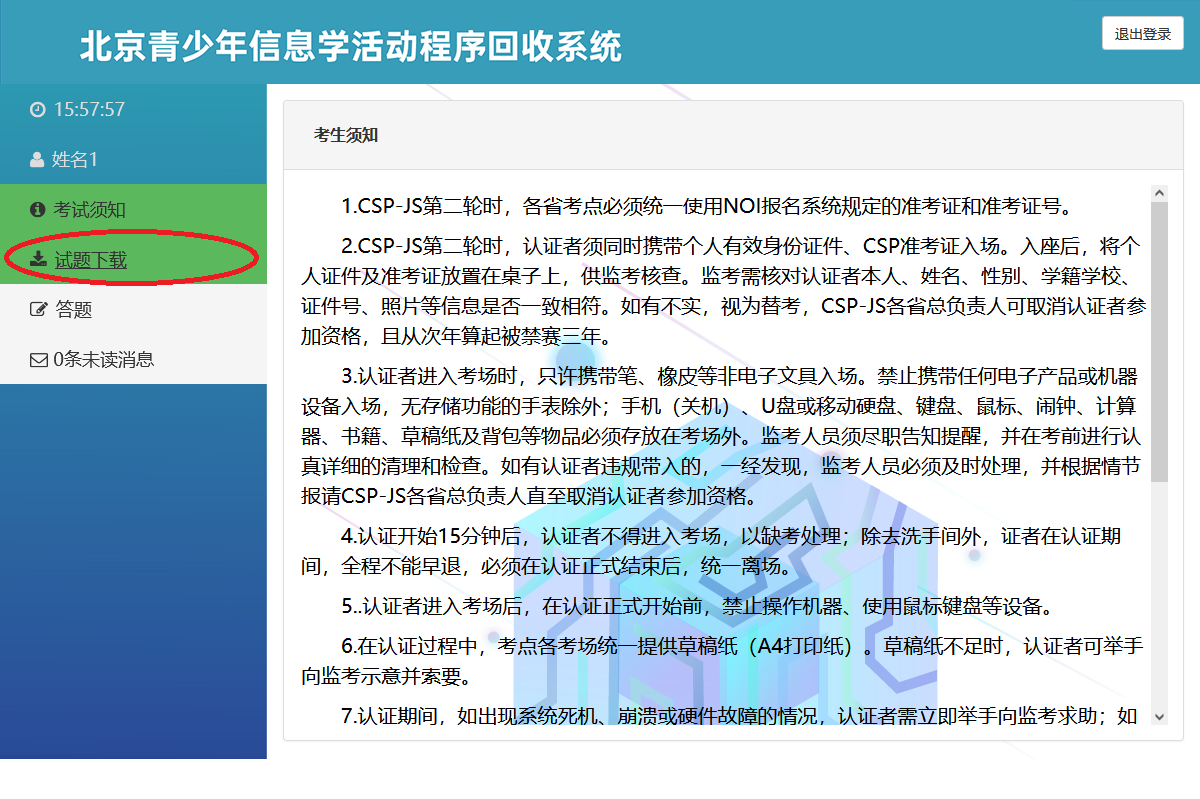 北京青少年信息学活动程序回收系统
退出登录
15:57:57
姓名1
考试须知
试题下载
答题
0条未读消息
考生须知
1.CSP-JS第二轮时，各省考点必须统一使用NOI报名系统规定的准考证和准考证号。
2.CSP-JS第二轮时，认证者须同时携带个人有效身份证件、CSP准考证入场。入座后，将个
人证件及准考证放置在桌子上，供监考核查。监考需核对认证者本人、姓名、性别、学籍学校、
证件号、照片等信息是否一致相符。如有不实，视为替考，CSP-JS各省总负责人可取消认证者参
加资格，且从次年算起被禁赛三年。
3.认证者进入考场时，只许携带笔、橡皮等非电子文具入场。禁止携带任何电子产品或机器
设备入场，无存储功能的手表除外；手机（关机）、U盘或移动硬盘、键盘、鼠标、闹钟、计算
器、书籍、草稿纸及背包等物品必须存放在考场外。监考人员须尽职告知提醒，并在考前进行认
真详细的清理和检查。如有认证者违规带入的，一经发现，监考人员必须及时处理，并根据情节
报请CSP-JS各省总负责人直至取消认证者参加资格。
4.认证开始15分钟后，认证者不得进入考场，以缺考处理；除去洗手间外，证者在认证期
间，全程不能早退，必须在认证正式结束后，统一离场。
5..认证者进入考场后，在认证正式开始前，禁止操作机器、使用鼠标键盘等设备。
6.在认证过程中，考点各考场统一提供草稿纸（A4打印纸）。草稿纸不足时，认证者可举手
向监考示意并索要。
7.认证期间，如出现系统死机、崩溃或硬件故障的情况，认证者需立即举手向监考求助；如